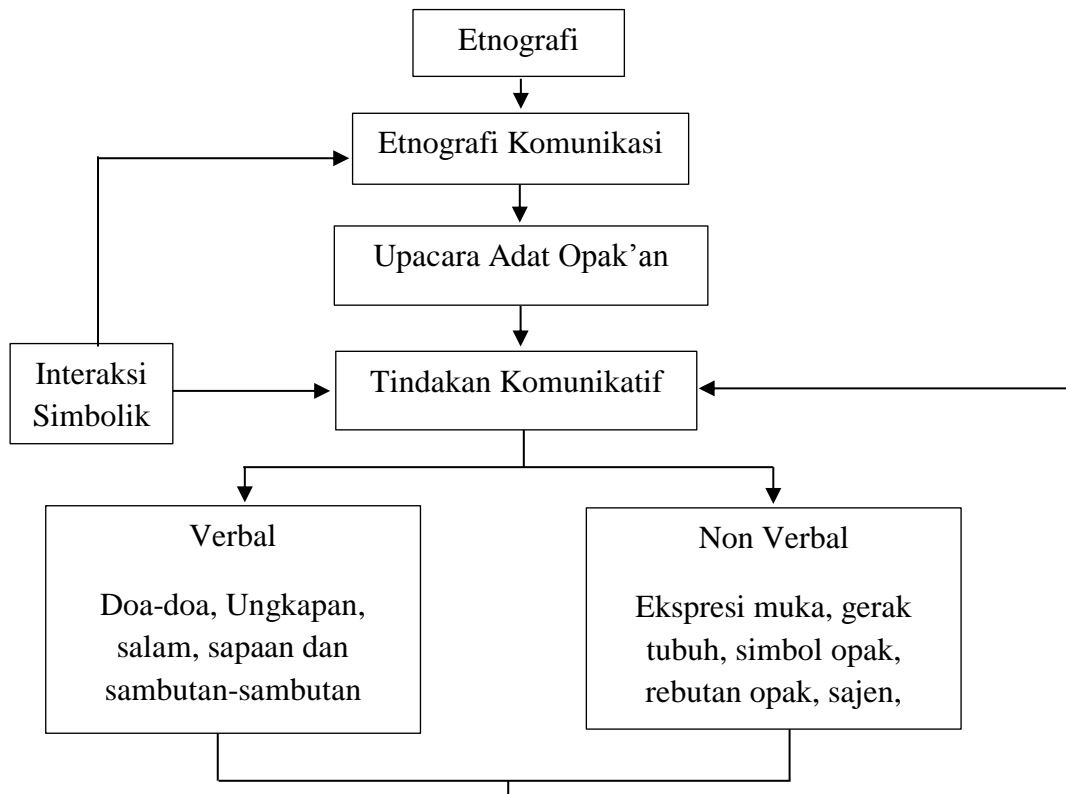 Etnografi
Etnografi Komunikasi
Upacara Adat Opak’an
Interaksi
Simbolik
Tindakan Komunikatif
Verbal
Doa-doa, Ungkapan,
salam, sapaan dan
sambutan-sambutan
Non Verbal
Ekspresi muka, gerak
tubuh, simbol opak,
rebutan opak, sajen,